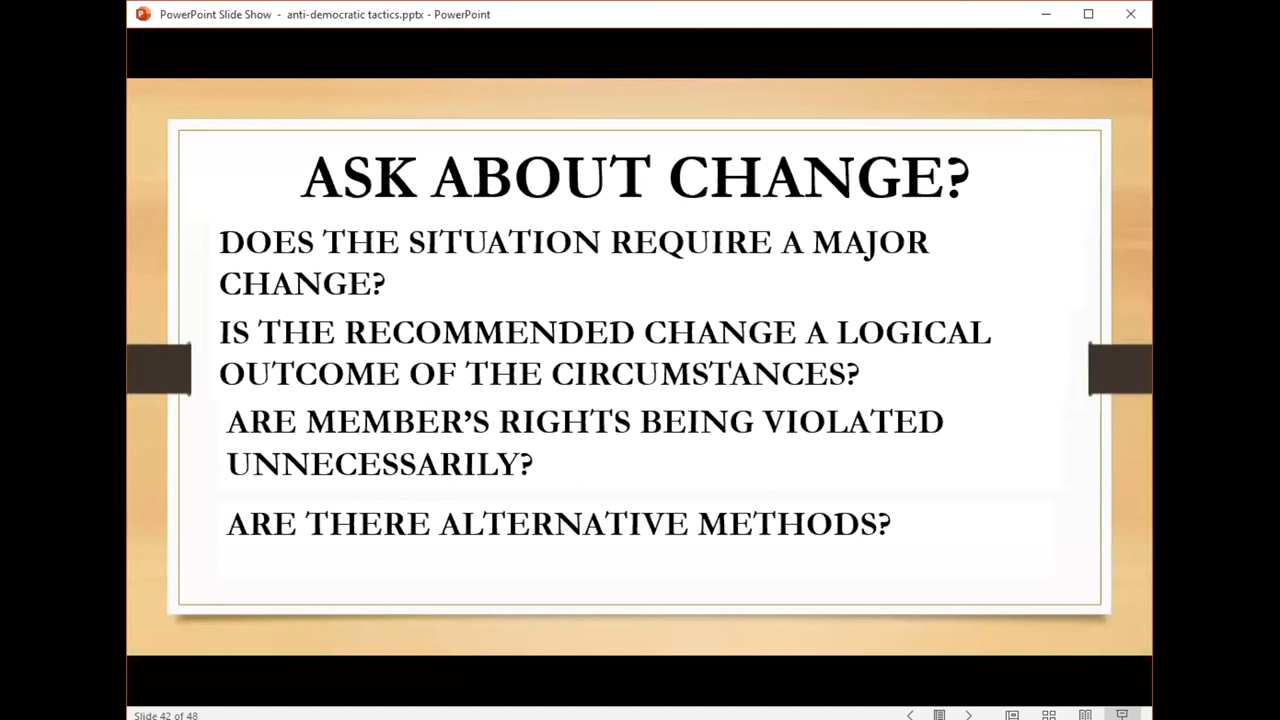 PowerPoint Slide Show - anti-democratic tactics.pptx - PowerPoint
ASK ABOUT CHANGE?
DOES THE SITUATION REQUIRE A MAJOR
CHANGE?
IS THE RECOMMENDED CHANGE A LOGICAL
OUTCOME OF THE CIRCUMSTANCES?
ARE MEMBER’S RIGHTS BEING VIOLATED
UNNECESSARILY?
ARE THERE ALTERNATIVE METHODS?
Slide 42 of 48